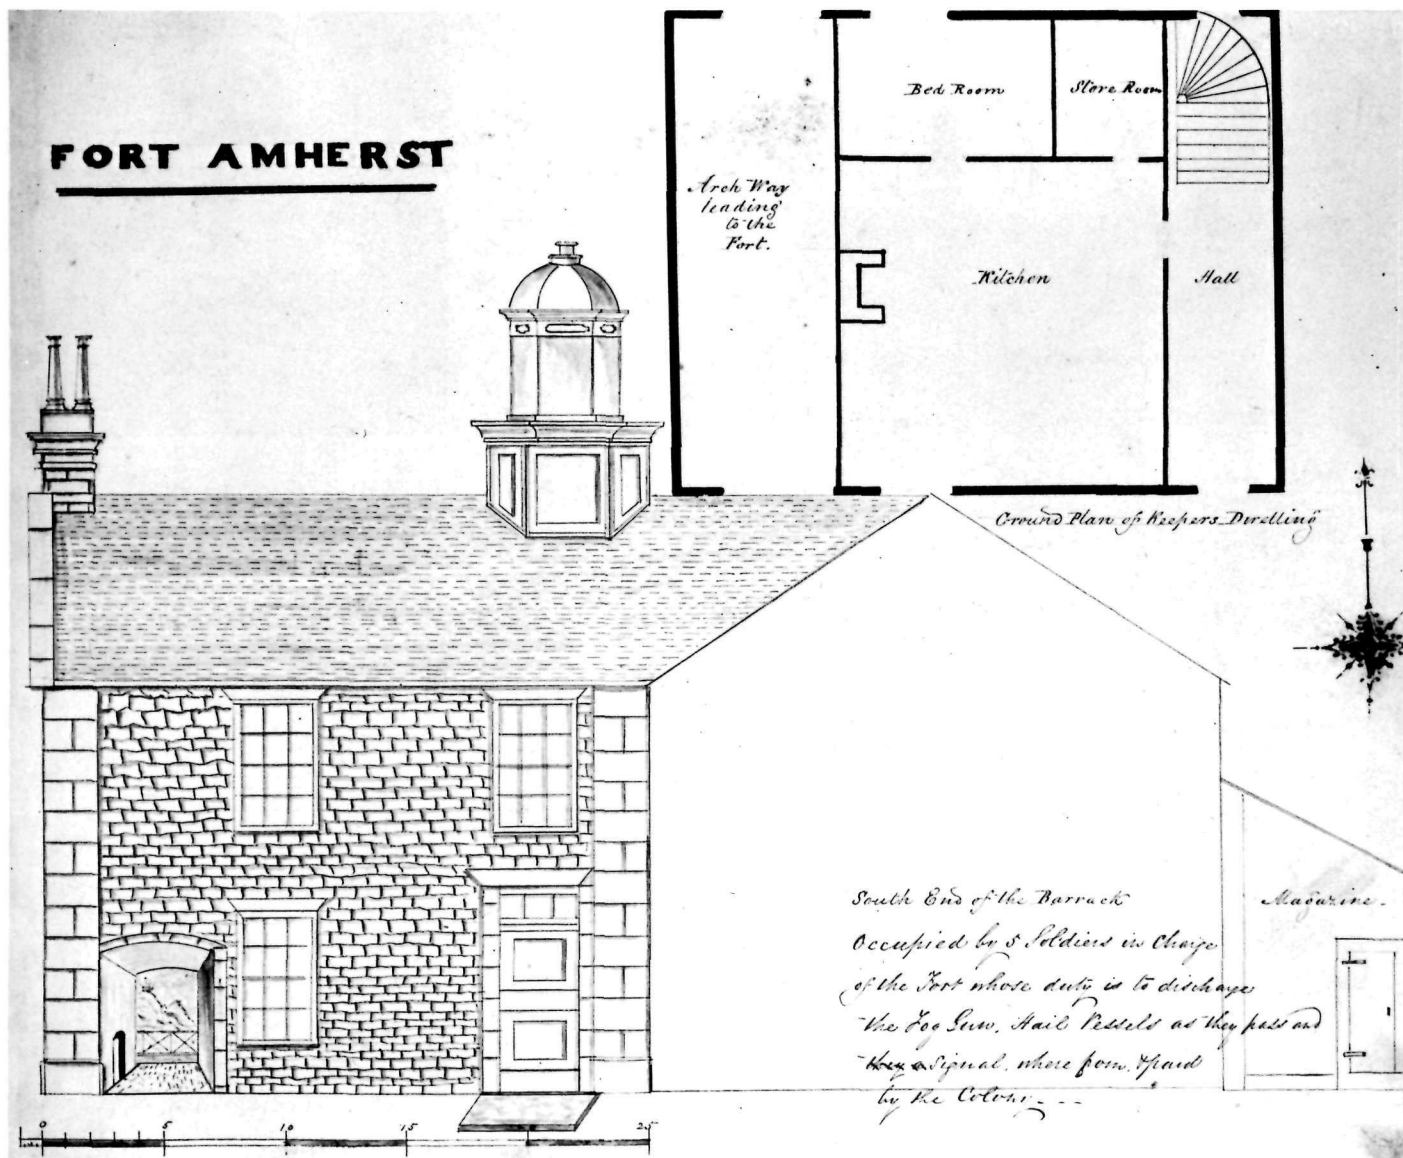 FORT AMHERST
Bed Room
Store Room
Arch Way
leading
to the
Fort.
Kitchen
Hall
Ground Plan of Keepers Dwelling
South End of the Barrack
Occupied by 5 Soldiers in Charge
of the Fort whose duty is to discharge
the Fog Gun, Hail Vessels as they pass and
they Signal, where from, & paid
by the Colony - - -
Magazine -
0 5 10 15 25